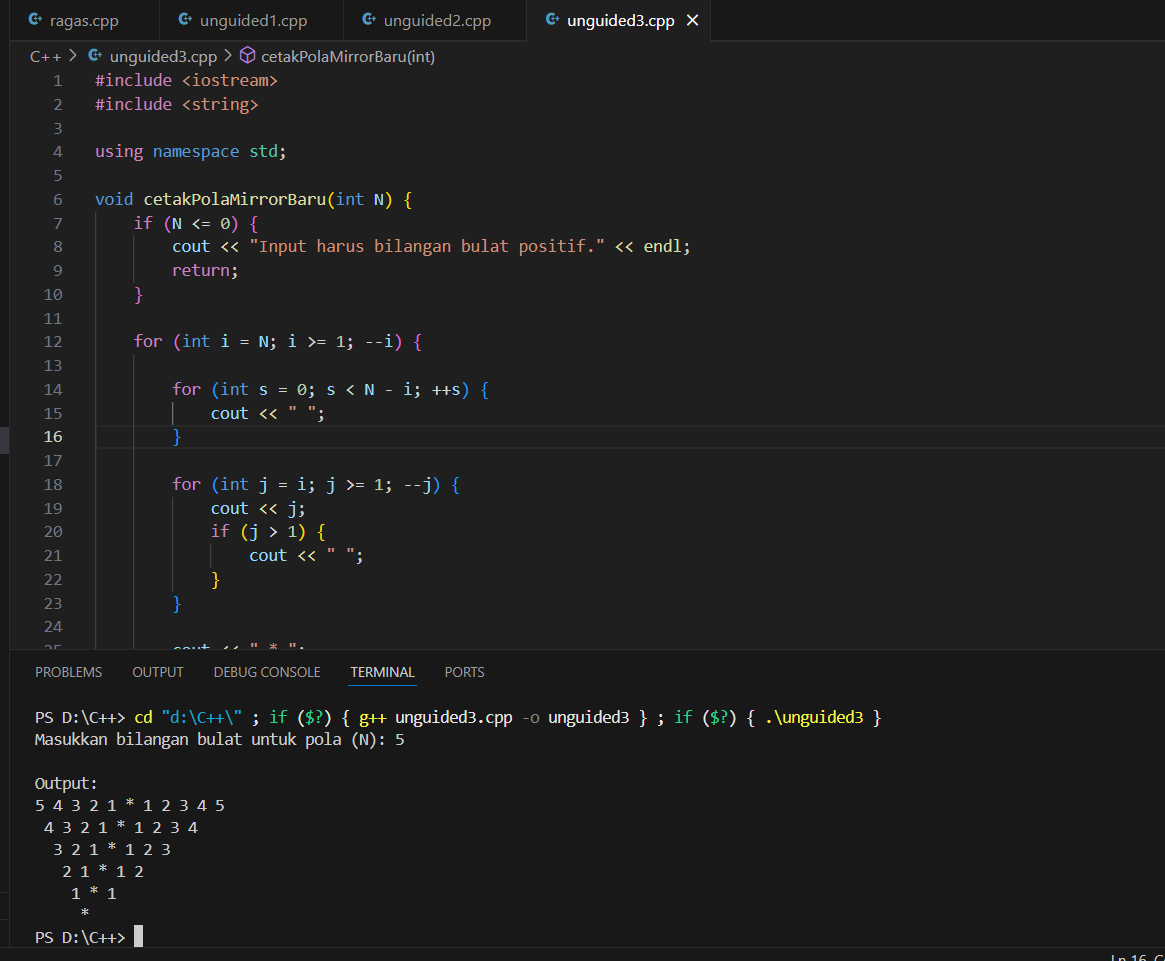 ragas.cpp unguided1.cpp unguided2.cpp unguided3.cpp ×
C++ > unguided3.cpp > cetakPolaMirrorBaru(int)
1 #include <iostream>
2 #include <string>
3
4 using namespace std;
5
6 void cetakPolaMirrorBaru(int N) {
7     if (N <= 0) {
8         cout << "Input harus bilangan bulat positif." << endl;
9         return;
10     }
11
12     for (int i = N; i >= 1; --i) {
13
14         for (int s = 0; s < N - i; ++s) {
15             cout << " ";
16         }
17
18         for (int j = i; j >= 1; --j) {
19             cout << j;
20             if (j > 1) {
21                 cout << " ";
22             }
23         }
24
25         cout << " * ";
PROBLEMS OUTPUT DEBUG CONSOLE TERMINAL PORTS
PS D:\C++> cd "d:\C++\" ; if ($?) { g++ unguided3.cpp -o unguided3 } ; if ($?) { .\unguided3 }
Masukkan bilangan bulat untuk pola (N): 5
Output:
5 4 3 2 1 * 1 2 3 4 5
 4 3 2 1 * 1 2 3 4
  3 2 1 * 1 2 3
   2 1 * 1 2
    1 * 1
     *
PS D:\C++>
Ln 16, C